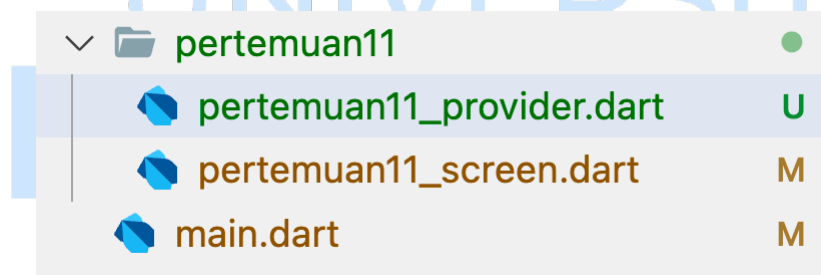 pertemuan11
pertemuan11_provider.dart U
pertemuan11_screen.dart M
main.dart M